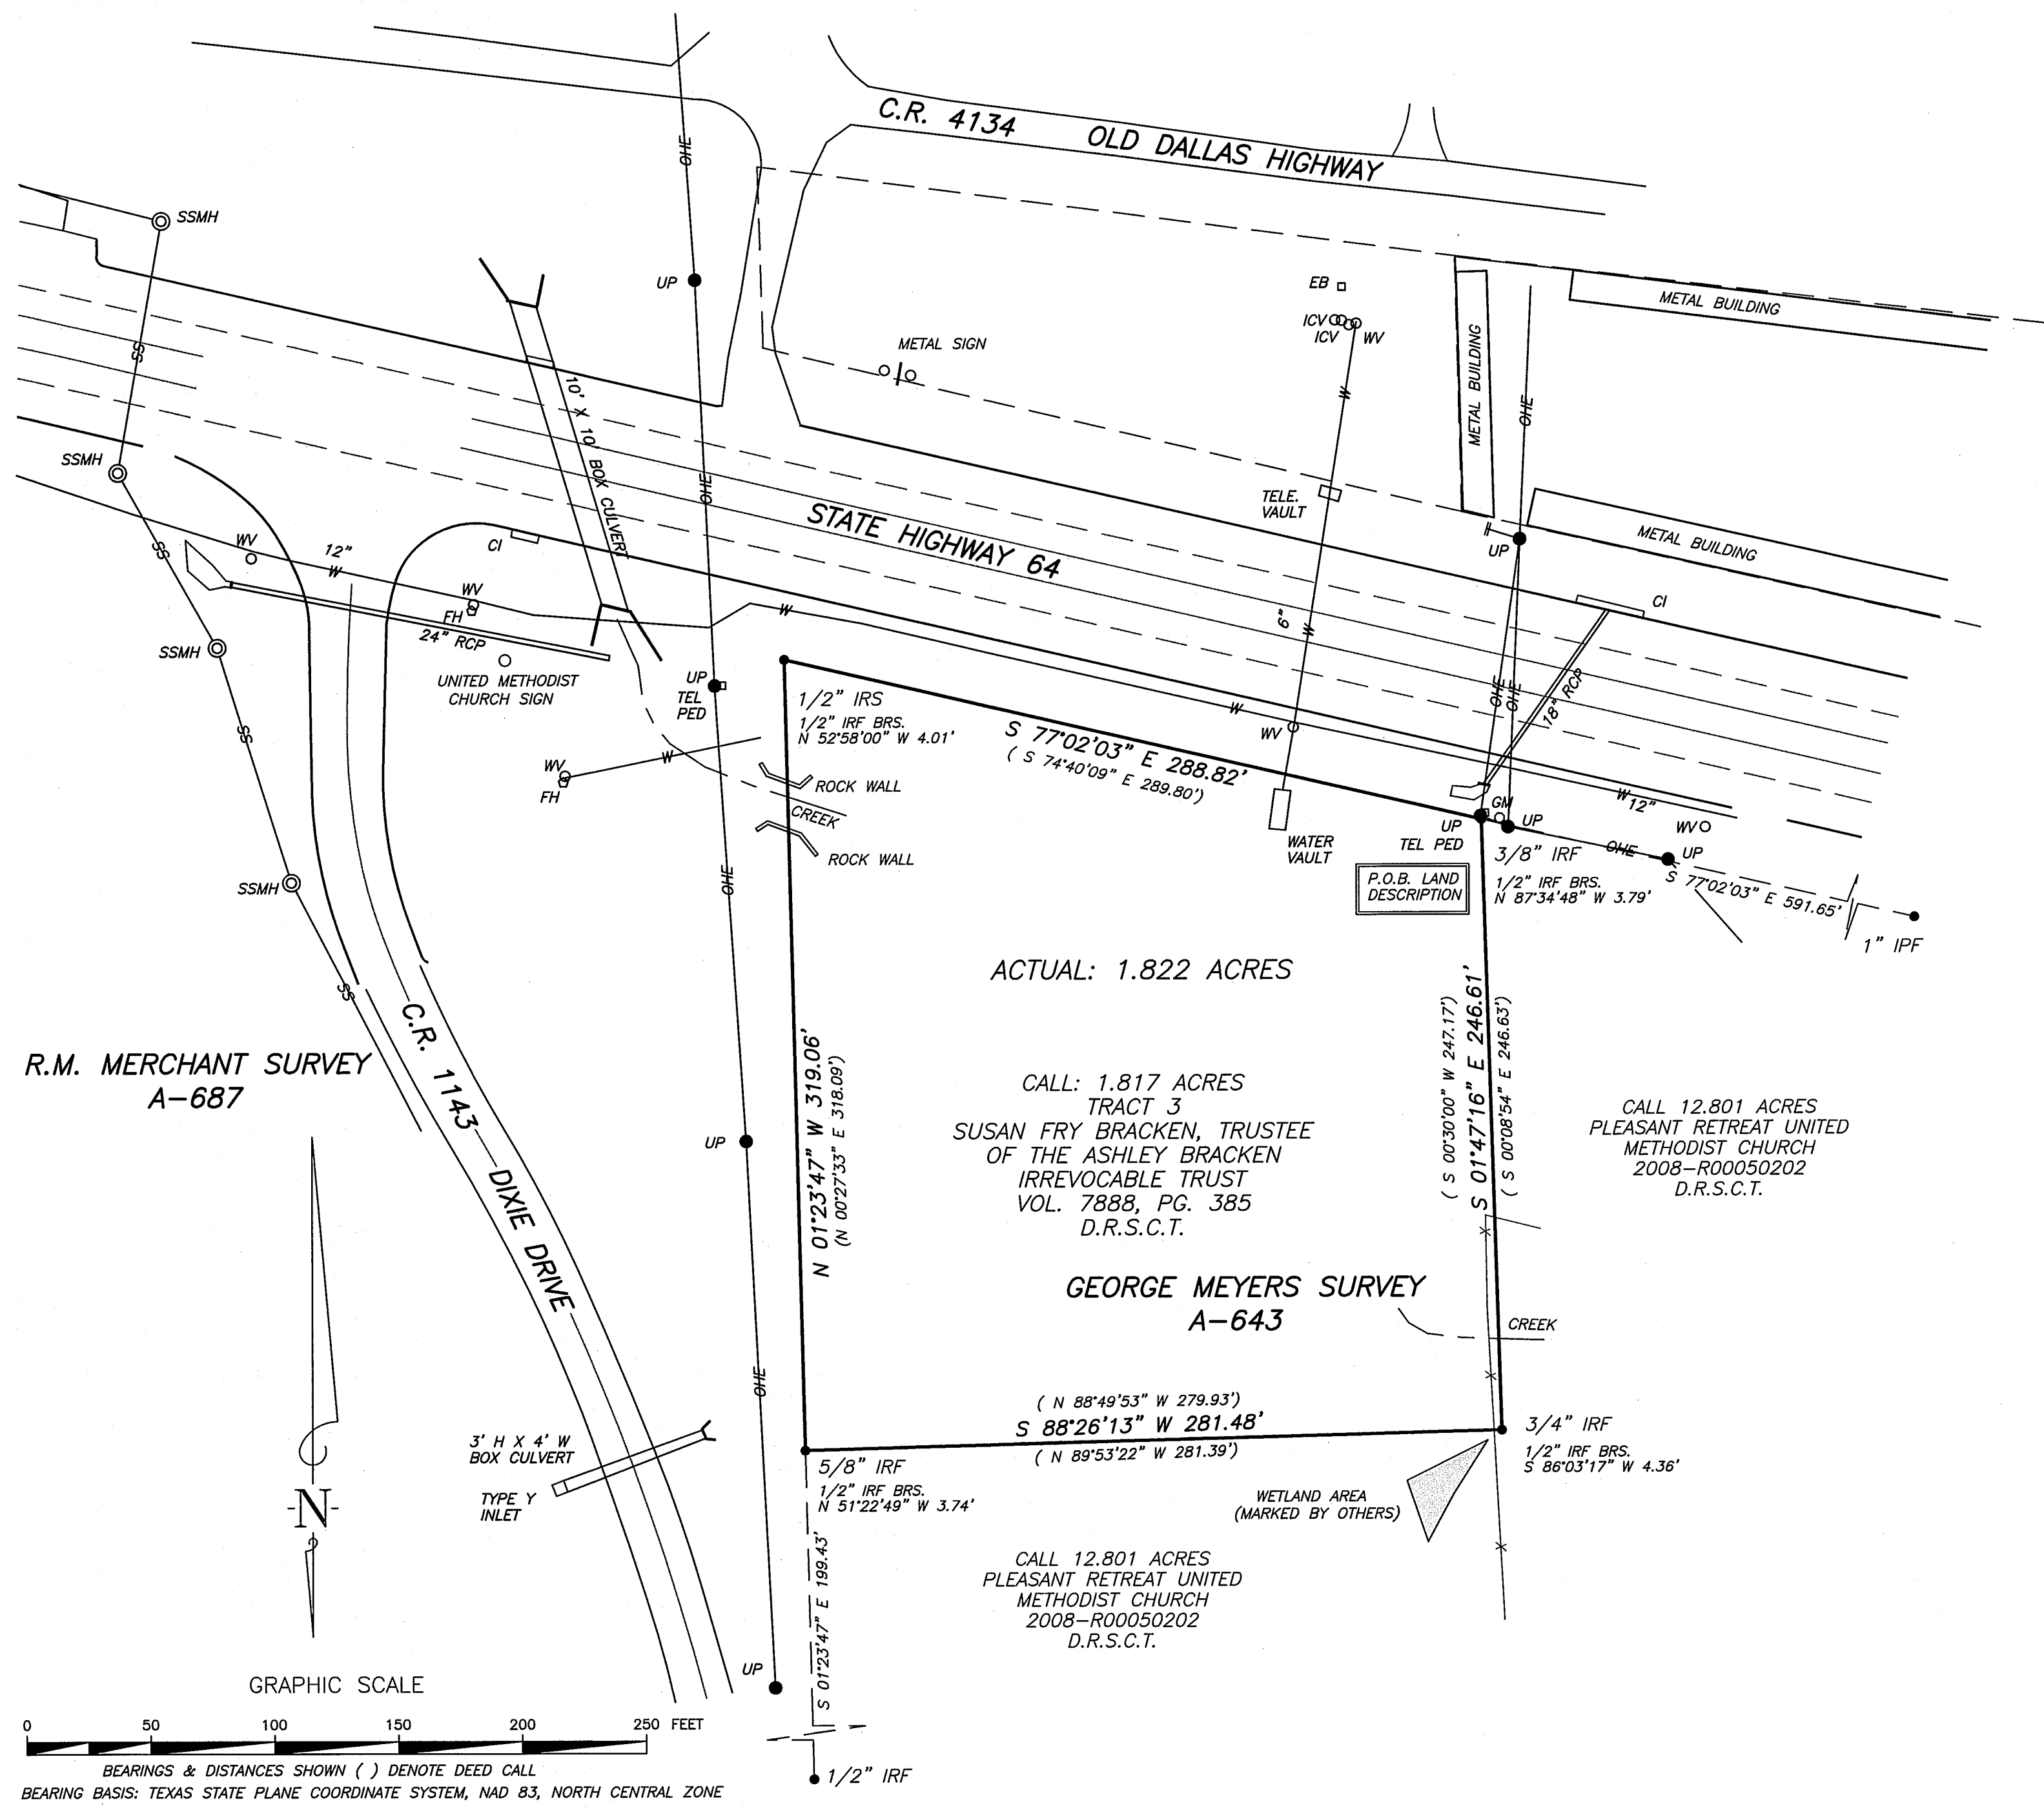 C.R. 4134 OLD DALLAS HIGHWAY
OHE
SSMH
UP
EB
METAL BUILDING
ICV
ICV WV
METAL SIGN
SS
METAL BUILDING
W
OHE
10' X 10' BOX CULVERT
SSMH
OHE
TELE.
VAULT
STATE HIGHWAY 64
UP
METAL BUILDING
WV
CI
12"
W
SS
WV
FH
24" RCP
W
6"
W
CI
SSMH
UNITED METHODIST
CHURCH SIGN
UP
TEL
PED
1/2" IRS
1/2" IRF BRS.
N 52°58'00" W 4.01'
S 77°02'03" E 288.82'
( S 74°40'09" E 289.80')
W
WV
OHE
OHE
18" RCP
SS
WV
FH
W
ROCK WALL
CREEK
ROCK WALL
WATER
VAULT
GM
UP
TEL PED
UP
W
12"
WV
3/8" IRF
OHE
UP
1/2" IRF BRS.
N 87°34'48" W 3.79'
P.O.B. LAND
DESCRIPTION
S 77°02'03" E 591.65'
1" IPF
SSMH
OHE
SS
ACTUAL: 1.822 ACRES
R.M. MERCHANT SURVEY
A-687
C.R. 1143 DIXIE DRIVE
UP
N 01°23'47" W 319.06'
(N 00°27'33" E 318.09')
CALL: 1.817 ACRES
TRACT 3
SUSAN FRY BRACKEN, TRUSTEE
OF THE ASHLEY BRACKEN
IRREVOCABLE TRUST
VOL. 7888, PG. 385
D.R.S.C.T.
( S 00°30'00" W 247.17')
S 01°47'16" E 246.61'
( S 00°08'54" E 246.63')
CALL 12.801 ACRES
PLEASANT RETREAT UNITED
METHODIST CHURCH
2008-R00050202
D.R.S.C.T.
GEORGE MEYERS SURVEY
A-643
CREEK
OHE
( N 88°49'53" W 279.93')
S 88°26'13" W 281.48'
( N 89°53'22" W 281.39')
3/4" IRF
1/2" IRF BRS.
S 86°03'17" W 4.36'
3' H X 4' W
BOX CULVERT
TYPE Y
INLET
5/8" IRF
1/2" IRF BRS.
N 51°22'49" W 3.74'
WETLAND AREA
(MARKED BY OTHERS)
N
S 01°23'47" E 199.43'
CALL 12.801 ACRES
PLEASANT RETREAT UNITED
METHODIST CHURCH
2008-R00050202
D.R.S.C.T.
UP
GRAPHIC SCALE
0 50 100 150 200 250 FEET
BEARINGS & DISTANCES SHOWN ( ) DENOTE DEED CALL
BEARING BASIS: TEXAS STATE PLANE COORDINATE SYSTEM, NAD 83, NORTH CENTRAL ZONE
1/2" IRF